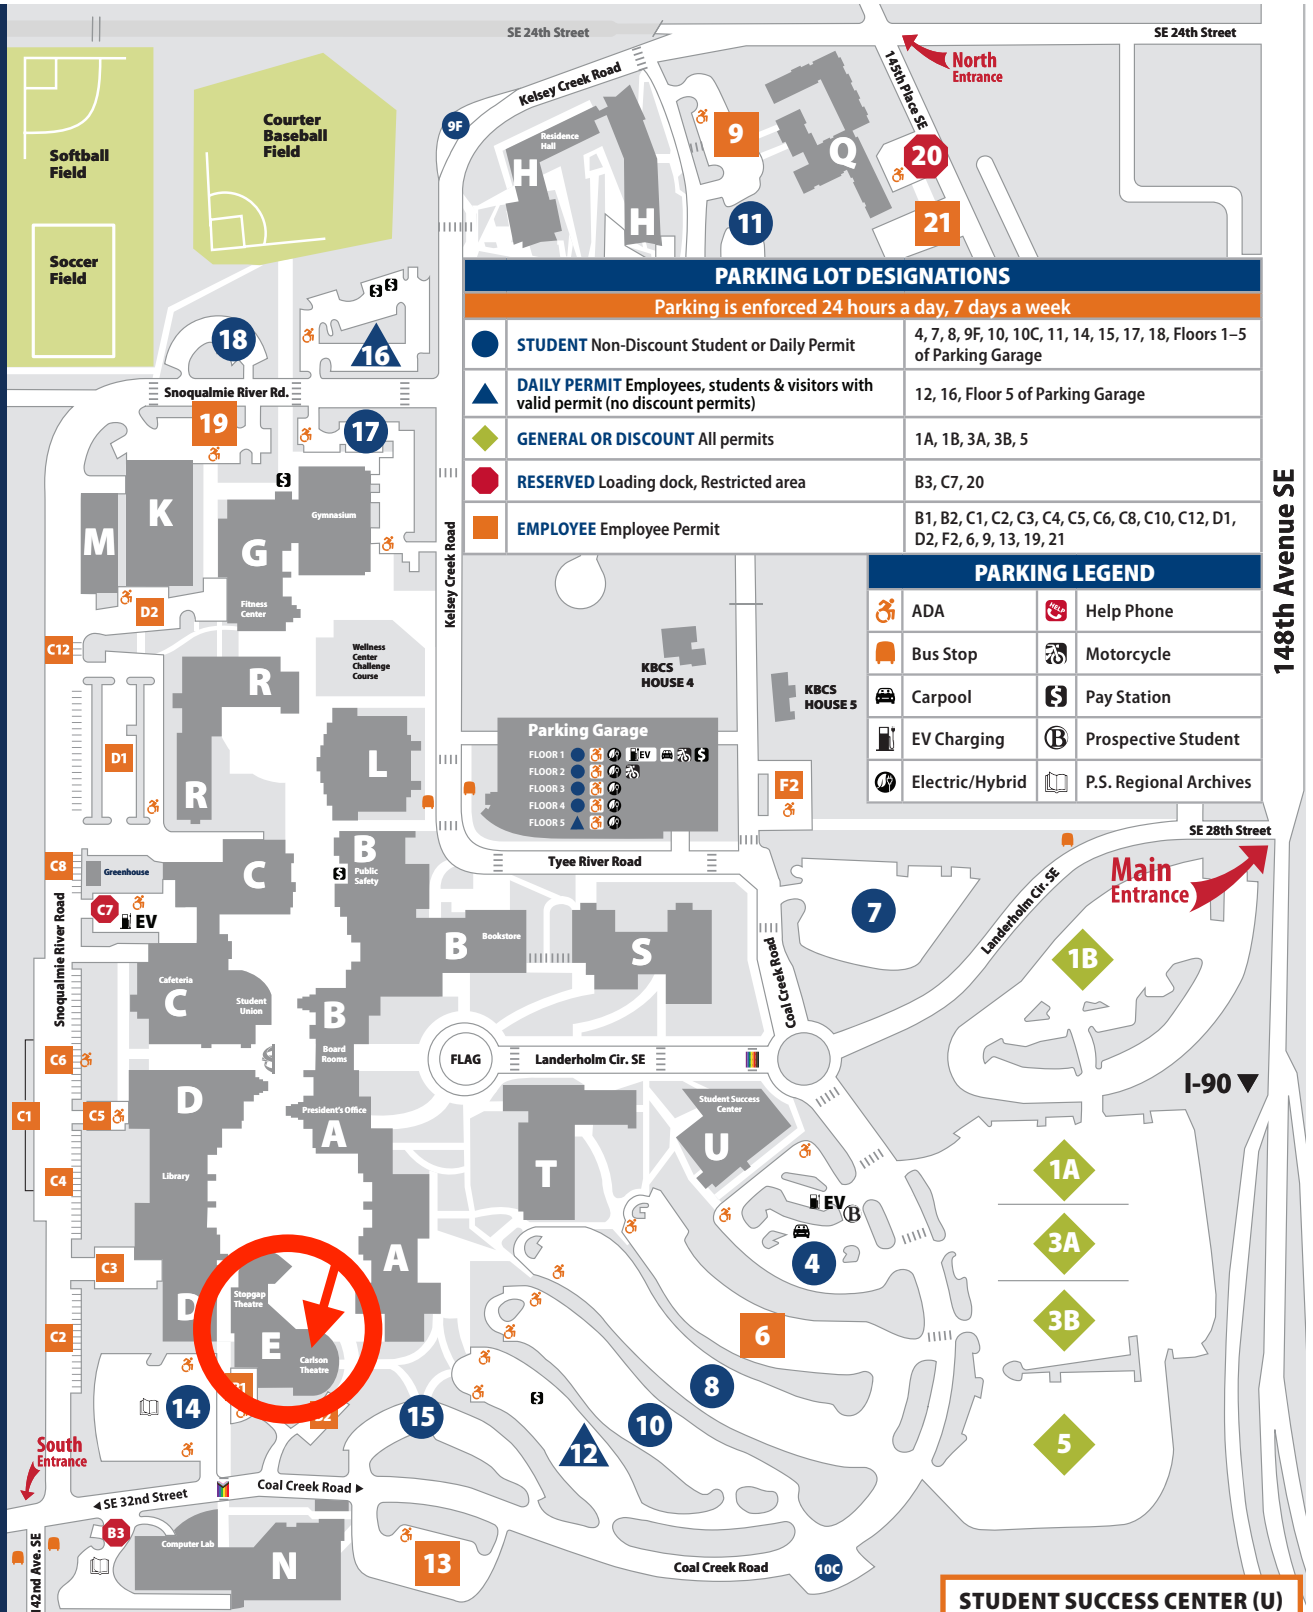 SE 24th Street
SE 24th Street
North
Entrance
145th Place SE
Kelsey Creek Road
9F
Softball
Field
Courter
Baseball
Field
Soccer
Field
Residence
Hall
H
H
9
Q
20
11
21
PARKING LOT DESIGNATIONS
Parking is enforced 24 hours a day, 7 days a week
STUDENT Non-Discount Student or Daily Permit
4, 7, 8, 9F, 10, 10C, 11, 14, 15, 17, 18, Floors 1–5
of Parking Garage
DAILY PERMIT Employees, students & visitors with
valid permit (no discount permits)
12, 16, Floor 5 of Parking Garage
GENERAL OR DISCOUNT All permits
1A, 1B, 3A, 3B, 5
RESERVED Loading dock, Restricted area
B3, C7, 20
EMPLOYEE Employee Permit
B1, B2, C1, C2, C3, C4, C5, C6, C8, C10, C12, D1,
D2, F2, 6, 9, 13, 19, 21
PARKING LEGEND
ADA
HELP
Help Phone
Bus Stop
Motorcycle
Carpool
$
Pay Station
EV Charging
B
Prospective Student
Electric/Hybrid
P.S. Regional Archives
148th Avenue SE
$ $
18
16
Snoqualmie River Rd.
19
17
$
M
K
G
Gymnasium
Fitness
Center
D2
C12
Kelsey Creek Road
Wellness
Center
Challenge
Course
R
R
L
D1
KBCS
HOUSE 4
KBCS
HOUSE 5
Parking Garage
FLOOR 1
EV
$
FLOOR 2
FLOOR 3
FLOOR 4
FLOOR 5
F2
SE 28th Street
Main
Entrance
Tyee River Road
Landerholm Cir. SE
C8
Greenhouse
C
B
Public
Safety
$
C7
EV
7
1B
Snoqualmie River Road
B
Bookstore
S
Coal Creek Road
Cafeteria
C
Student
Union
B
Board
Rooms
FLAG
Landerholm Cir. SE
C6
I-90
C1
C5
D
President's Office
A
Student Success
Center
U
T
Library
C4
1A
EV
B
3A
4
C3
A
Stopgap
Theatre
D
E
Carlson
Theatre
C2
3B
6
8
14
15
$
10
12
5
South
Entrance
SE 32nd Street
Coal Creek Road
B3
Computer Lab
N
13
Coal Creek Road
10C
142nd Ave. SE
STUDENT SUCCESS CENTER (U)